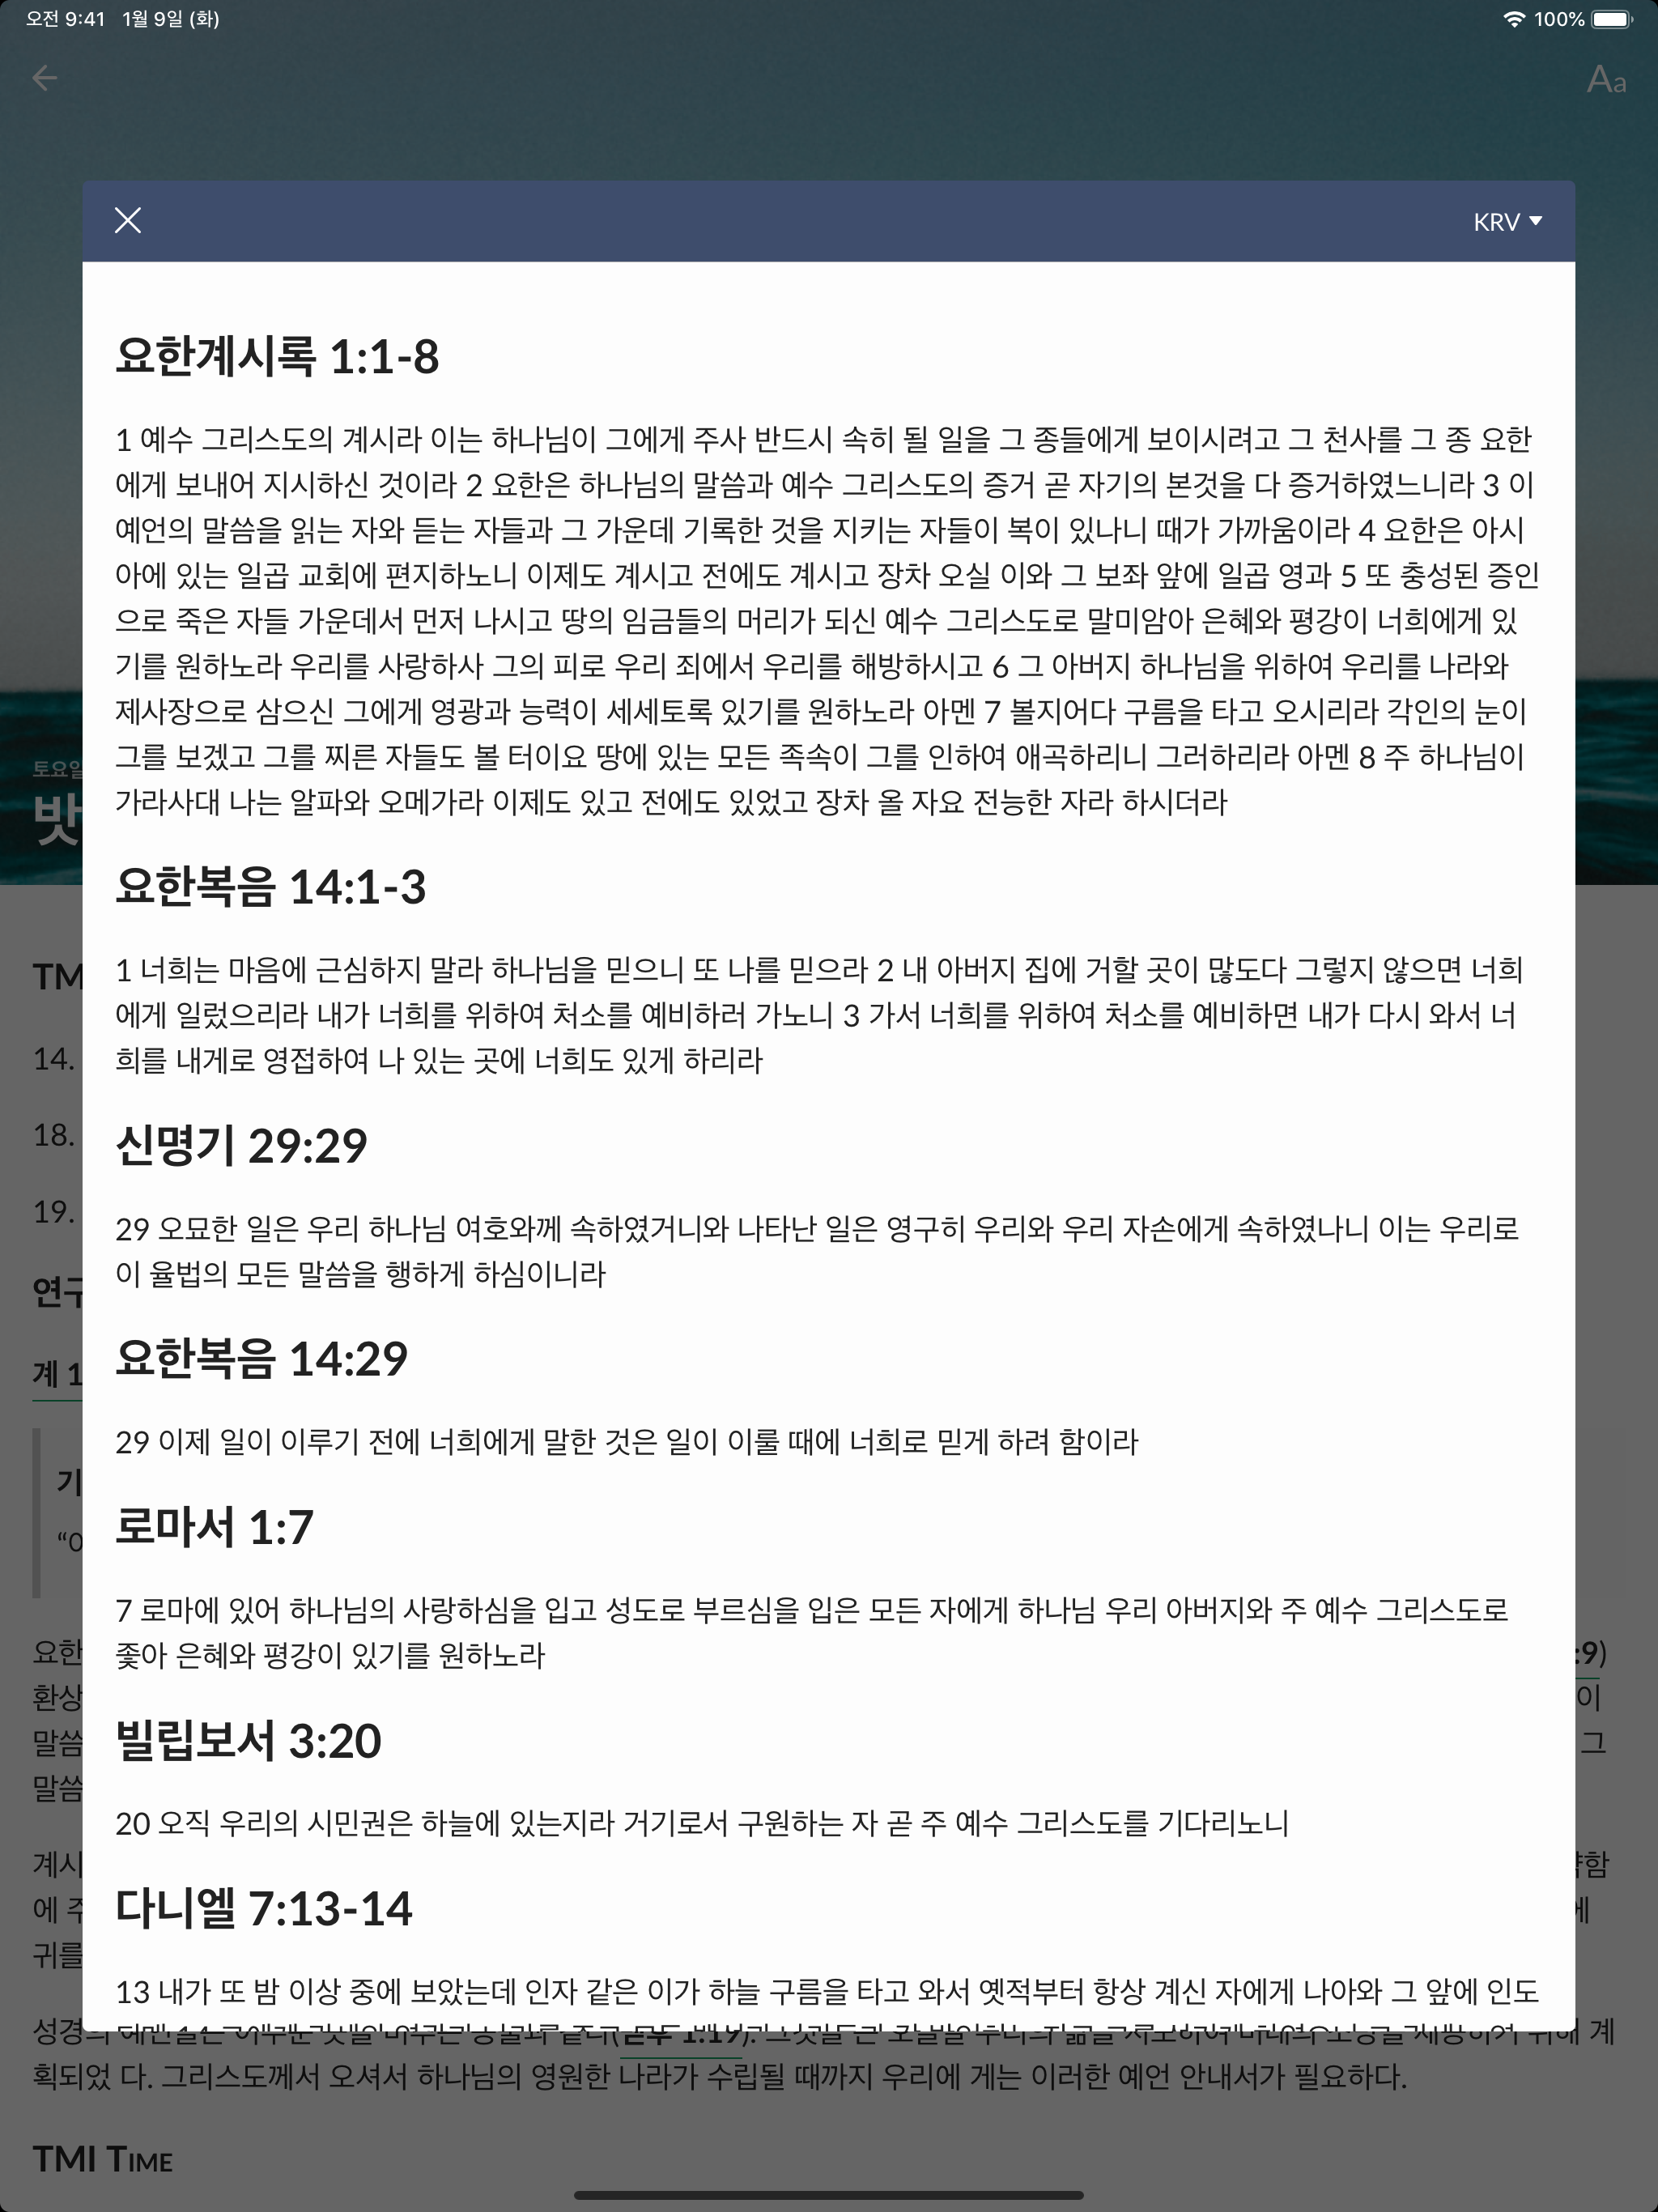 오전 9:41 1월 9일 (화)
100%
Aa
KRV
요한계시록 1:1-8
1 예수 그리스도의 계시라 이는 하나님이 그에게 주사 반드시 속히 될 일을 그 종들에게 보이시려고 그 천사를 그 종 요한
에게 보내어 지시하신 것이라 2 요한은 하나님의 말씀과 예수 그리스도의 증거 곧 자기의 본것을 다 증거하였느니라 3 이
예언의 말씀을 읽는 자와 듣는 자들과 그 가운데 기록한 것을 지키는 자들이 복이 있나니 때가 가까움이라 4 요한은 아시
아에 있는 일곱 교회에 편지하노니 이제도 계시고 전에도 계시고 장차 오실 이와 그 보좌 앞에 일곱 영과 5 또 충성된 증인
으로 죽은 자들 가운데서 먼저 나시고 땅의 임금들의 머리가 되신 예수 그리스도로 말미암아 은혜와 평강이 너희에게 있
기를 원하노라 우리를 사랑하사 그의 피로 우리 죄에서 우리를 해방하시고 6 그 아버지 하나님을 위하여 우리를 나라와
제사장으로 삼으신 그에게 영광과 능력이 세세토록 있기를 원하노라 아멘 7 볼지어다 구름을 타고 오시리라 각인의 눈이
그를 보겠고 그를 찌른 자들도 볼 터이요 땅에 있는 모든 족속이 그를 인하여 애곡하리니 그러하리라 아멘 8 주 하나님이
가라사대 나는 알파와 오메가라 이제도 있고 전에도 있었고 장차 올 자요 전능한 자라 하시더라
토요일
밧
요한복음 14:1-3
1 너희는 마음에 근심하지 말라 하나님을 믿으니 또 나를 믿으라 2 내 아버지 집에 거할 곳이 많도다 그렇지 않으면 너희
에게 일렀으리라 내가 너희를 위하여 처소를 예비하러 가노니 3 가서 너희를 위하여 처소를 예비하면 내가 다시 와서 너
희를 내게로 영접하여 나 있는 곳에 너희도 있게 하리라
14.
18.
신명기 29:29
19.
29 오묘한 일은 우리 하나님 여호와께 속하였거니와 나타난 일은 영구히 우리와 우리 자손에게 속하였나니 이는 우리로
이 율법의 모든 말씀을 행하게 하심이니라
계 1
요한복음 14:29
29 이제 일이 이루기 전에 너희에게 말한 것은 일이 이룰 때에 너희로 믿게 하려 함이라
로마서 1:7
7 로마에 있어 하나님의 사랑하심을 입고 성도로 부르심을 입은 모든 자에게 하나님 우리 아버지와 주 예수 그리스도로
좇아 은혜와 평강이 있기를 원하노라
요한
:9)
환상
이
말씀
그
말씀
빌립보서 3:20
20 오직 우리의 시민권은 하늘에 있는지라 거기로서 구원하는 자 곧 주 예수 그리스도를 기다리노니
계시
에
귀를
다니엘 7:13-14
13 내가 또 밤 이상 중에 보았는데 인자 같은 이가 하늘 구름을 타고 와서 옛적부터 항상 계신 자에게 나아와 그 앞에 인도
계
획되었 다. 그리스도께서 오셔서 하나님의 영원한 나라가 수립될 때까지 우리에 게는 이러한 예언 안내서가 필요하다.
TMI TIME